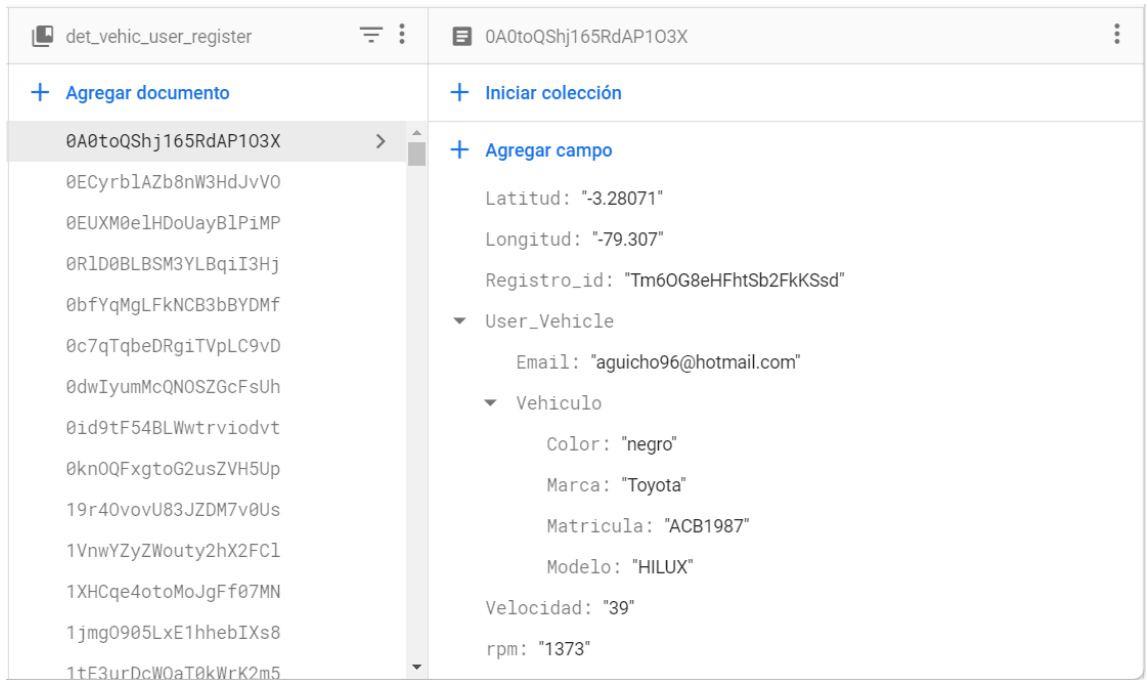 det_vehic_user_register
Agregar documento
0A0toQShj165RdAP1O3X
0ECyrblAZb8nW3HdJvVO
0EUXM0elHDoUayBlPiMP
0RlD0BLBSM3YLBqiI3Hj
0bfYqMgLFkNCB3bBYDMf
0c7qTqbeDRgiTVpLC9vD
0dwIyumMcQNOSZGcFsUh
0id9tF54BLWwtrviodvt
0knOQFxgtoG2usZVH5Up
19r4OvovU83JZDM7v0Us
1VnwYZyZWouty2hX2FCl
1XHCqe4otoMoJgFf07MN
1jmgO905LxE1hhebIXs8
1tE3urDcWOaT0kWrK2m5
0A0toQShj165RdAP1O3X
Iniciar colección
Agregar campo
Latitud: "-3.28071"
Longitud: "-79.307"
Registro_id: "Tm6OG8eHFhtSb2FkKSsd"
User_Vehicle
Email: "aguicho96@hotmail.com"
Vehiculo
Color: "negro"
Marca: "Toyota"
Matricula: "ACB1987"
Modelo: "HILUX"
Velocidad: "39"
rpm: "1373"